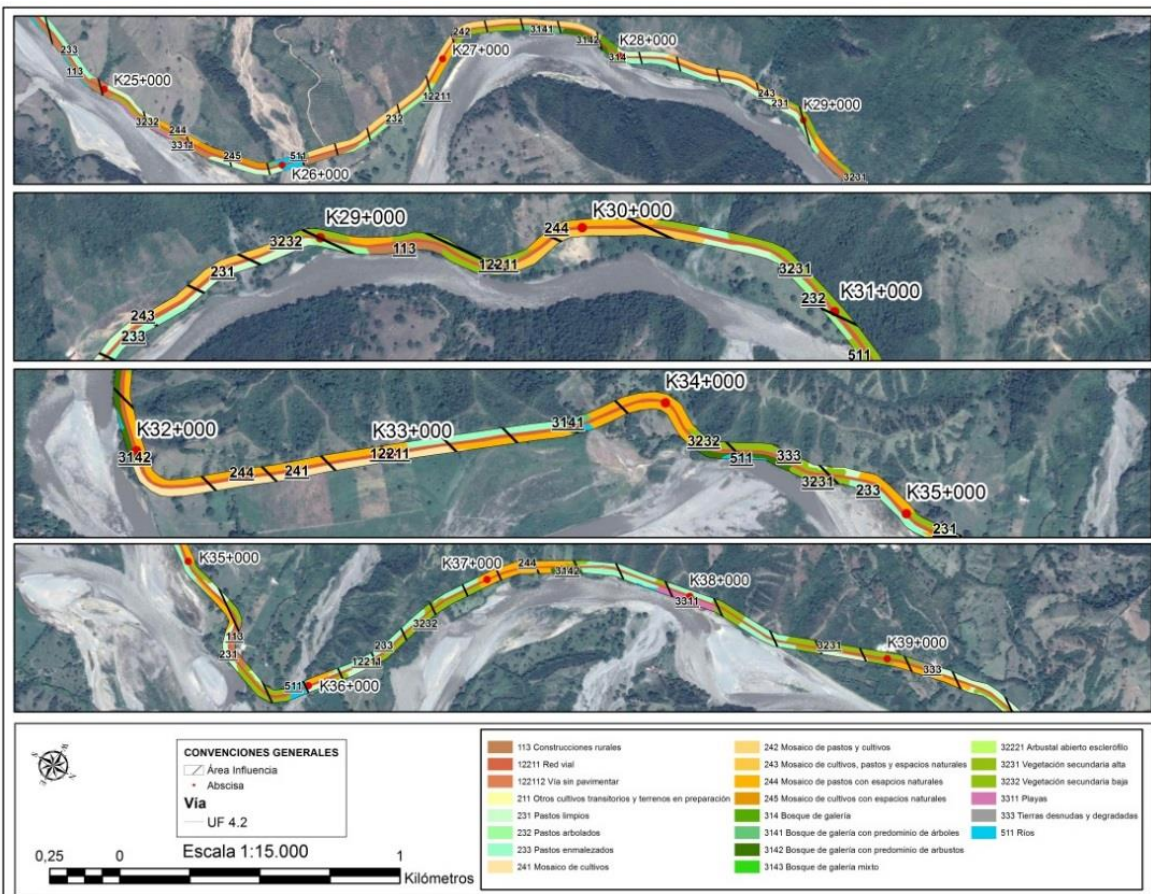 233
113
K25+000
3232
244
3311
245
511
K26+000
232
12211
K27+000
242
3141
3142
314
K28+000
243
231
K29+000
3231
233
243
231
3232
K29+000
113
12211
244
K30+000
3231
232
K31+000
511
K32+000
3142
244
241
K33+000
12211
3141
K34+000
3232
511
333
3231
233
K35+000
231
K35+000
113
231
511
K36+000
12211
233
3232
K37+000
244
3142
K38+000
3311
3231
K39+000
333
CONVENCIONES GENERALES
Área Influencia
Abscisa
Vía
UF 4.2
Escala 1:15.000
0,25 0 1
Kilómetros
113 Construcciones rurales
12211 Red vial
122112 Vía sin pavimentar
211 Otros cultivos transitorios y terrenos en preparación
231 Pastos limpios
232 Pastos arbolados
233 Pastos enmalezados
241 Mosaico de cultivos
242 Mosaico de pastos y cultivos
243 Mosaico de cultivos, pastos y espacios naturales
244 Mosaico de pastos con esapcios naturales
245 Mosaico de cultivos con espacios naturales
314 Bosque de galería
3141 Bosque de galería con predominio de árboles
3142 Bosque de galería con predominio de arbustos
3143 Bosque de galería mixto
32221 Arbustal abierto esclerófilo
3231 Vegetación secundaria alta
3232 Vegetación secundaria baja
3311 Playas
333 Tierras desnudas y degradadas
511 Ríos